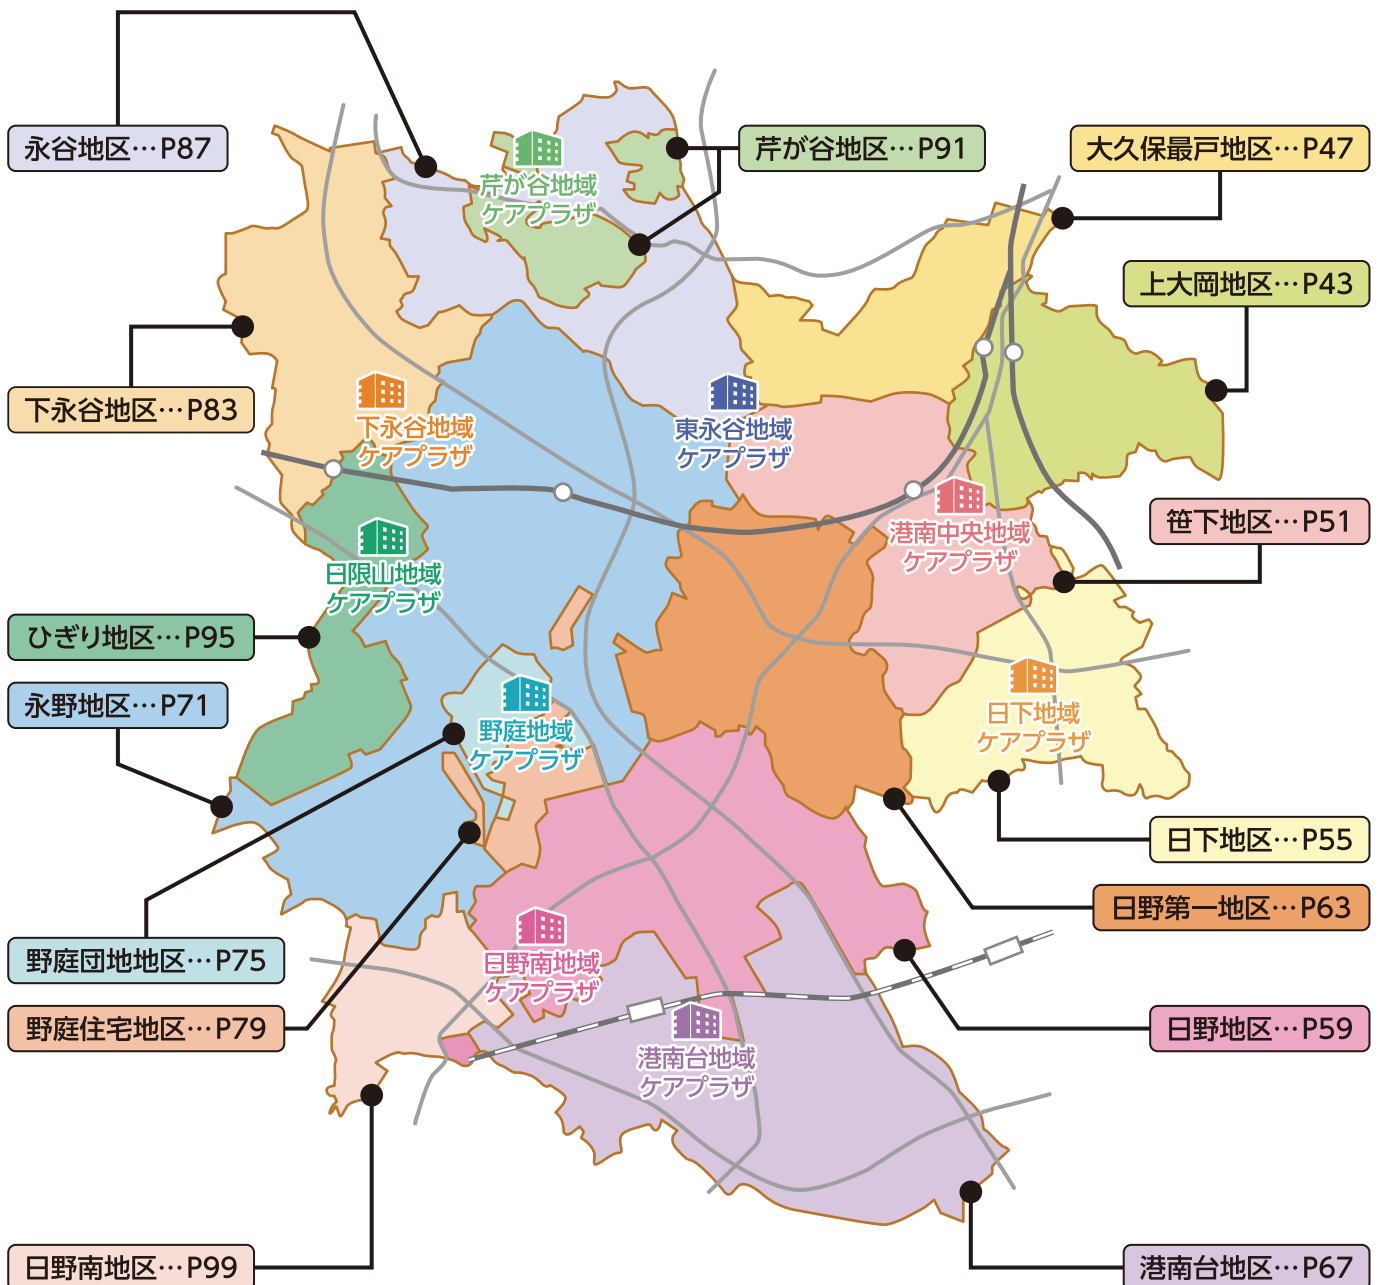 永谷地区…P87
芹が谷地区…P91
大久保最戸地区…P47
芹が谷地域
ケアプラザ
上大岡地区…P43
下永谷地区…P83
下永谷地域
ケアプラザ
東永谷地域
ケアプラザ
港南中央地域
ケアプラザ
笹下地区…P51
日限山地域
ケアプラザ
ひぎり地区…P95
永野地区…P71
野庭地域
ケアプラザ
日下地域
ケアプラザ
日下地区…P55
日野第一地区…P63
野庭団地地区…P75
日野南地域
ケアプラザ
野庭住宅地区…P79
日野地区…P59
港南台地域
ケアプラザ
日野南地区…P99
港南台地区…P67